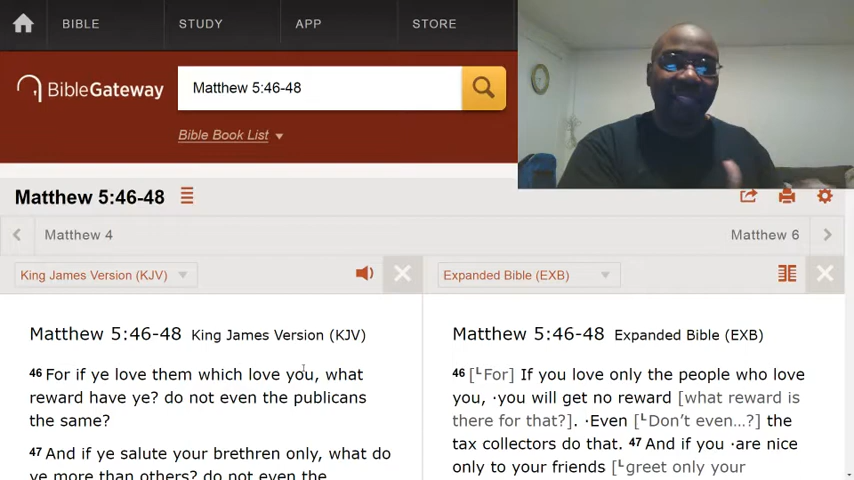 BIBLE STUDY APP STORE
BibleGateway
Matthew 5:46-48
Bible Book List
Matthew 5:46-48
Matthew 4
Matthew 6
King James Version (KJV)
Expanded Bible (EXB)
Matthew 5:46-48 King James Version (KJV)
46 For if ye love them which love you, what
reward have ye? do not even the publicans
the same?
47 And if ye salute your brethren only, what do
ye more than others? do not even the
Matthew 5:46-48 Expanded Bible (EXB)
46 [└For] If you love only the people who love
you, ·you will get no reward [what reward is
there for that?]. ·Even [└Don't even…?] the
tax collectors do that. 47 And if you ·are nice
only to your friends [└greet only your